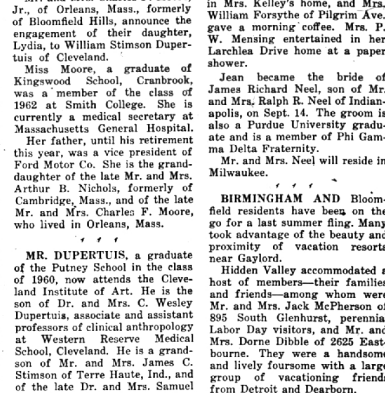 Jr., of Orleans, Mass., formerly
of Bloomfield Hills, announce the
engagement of their daughter,
Lydia, to William Stimson Duper-
tuis of Cleveland.
Miss Moore, a graduate of
Kingswood School, Cranbrook,
was a member of the class of
1962 at Smith College. She is
currently a medical secretary at
Massachusetts General Hospital.
Her father, until his retirement
this year, was a vice president of
Ford Motor Co. She is the grand-
daughter of the late Mr. and Mrs.
Arthur B. Nichols, formerly of
Cambridge, Mass., and of the late
Mr. and Mrs. Charles F. Moore,
who lived in Orleans, Mass.
MR. DUPERTUIS, a graduate
of the Putney School in the class
of 1960, now attends the Cleve-
land Institute of Art. He is the
son of Dr. and Mrs. C. Wesley
Dupertuis, associate and assistant
professors of clinical anthropology
at Western Reserve Medical
School, Cleveland. He is a grand-
son of Mr. and Mrs. James C.
Stimson of Terre Haute, Ind., and
of the late Dr. and Mrs. Samuel
in Mrs. Kelley's home, and Mrs.
William Forsythe of Pilgrim Ave.
gave a morning coffee. Mrs. P.
W. Mensing entertained in her
Larchlea Drive home at a paper
shower.
Jean became the bride of
James Richard Neel, son of Mr.
and Mrs, Ralph R. Neel of Indian-
apolis, on Sept. 14. The groom is
also a Purdue University gradu-
ate and is a member of Phi Gam-
ma Delta Fraternity.
Mr. and Mrs. Neel will reside in
Milwaukee.
BIRMINGHAM AND Bloom-
field residents have been on the
go for a last summer fling. Many
took advantage of the beauty and
proximity of vacation resorts
near Gaylord.
Hidden Valley accommodated a
host of members—their families
and friends—among whom were
Mr. and Mrs. Jack McPherson of
895 South Glenhurst, perennial
Labor Day visitors, and Mr. and
Mrs. Dorne Dibble of 2625 East-
bourne. They were a handsome
and lively foursome with a large
group of vacationing friends
from Detroit and Dearborn.